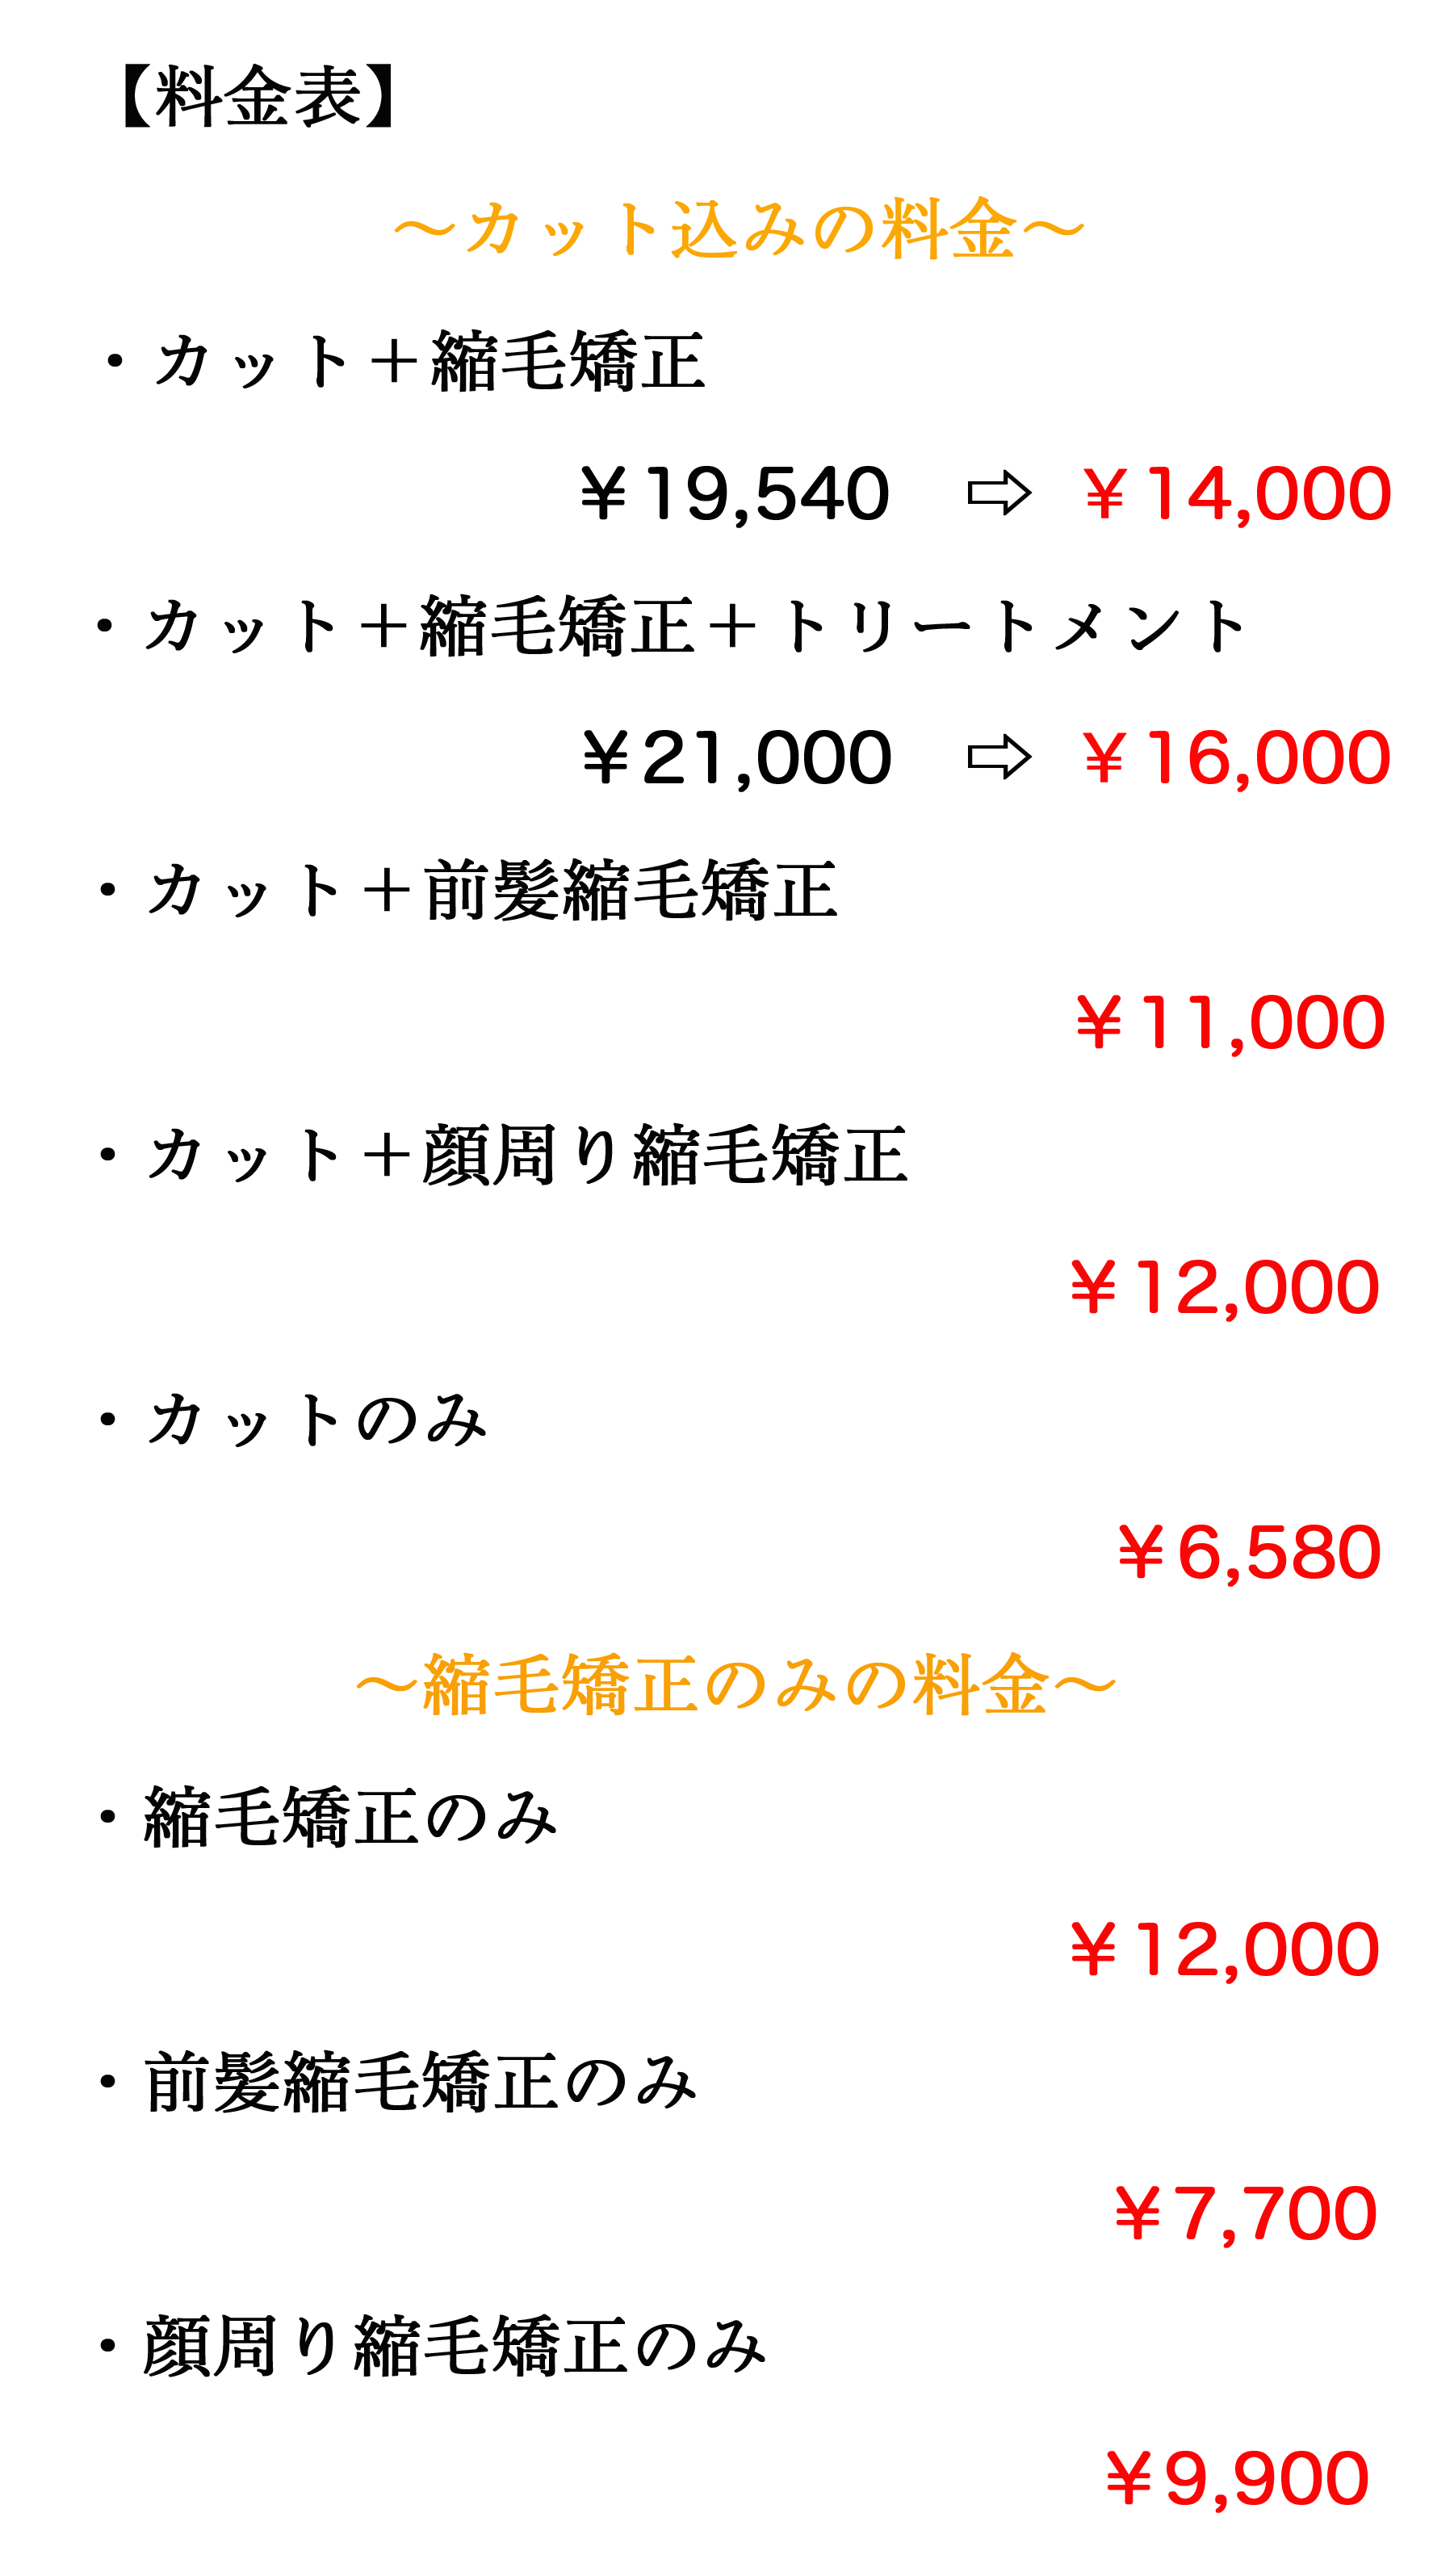 【料金表】
〜カット込みの料金〜
・カット＋縮毛矯正
￥19,540 ⇨ ￥14,000
・カット＋縮毛矯正＋トリートメント
￥21,000 ⇨ ￥16,000
・カット＋前髪縮毛矯正
￥11,000
・カット＋顔周り縮毛矯正
￥12,000
・カットのみ
￥6,580
〜縮毛矯正のみの料金〜
・縮毛矯正のみ
￥12,000
・前髪縮毛矯正のみ
￥7,700
・顔周り縮毛矯正のみ
￥9,900